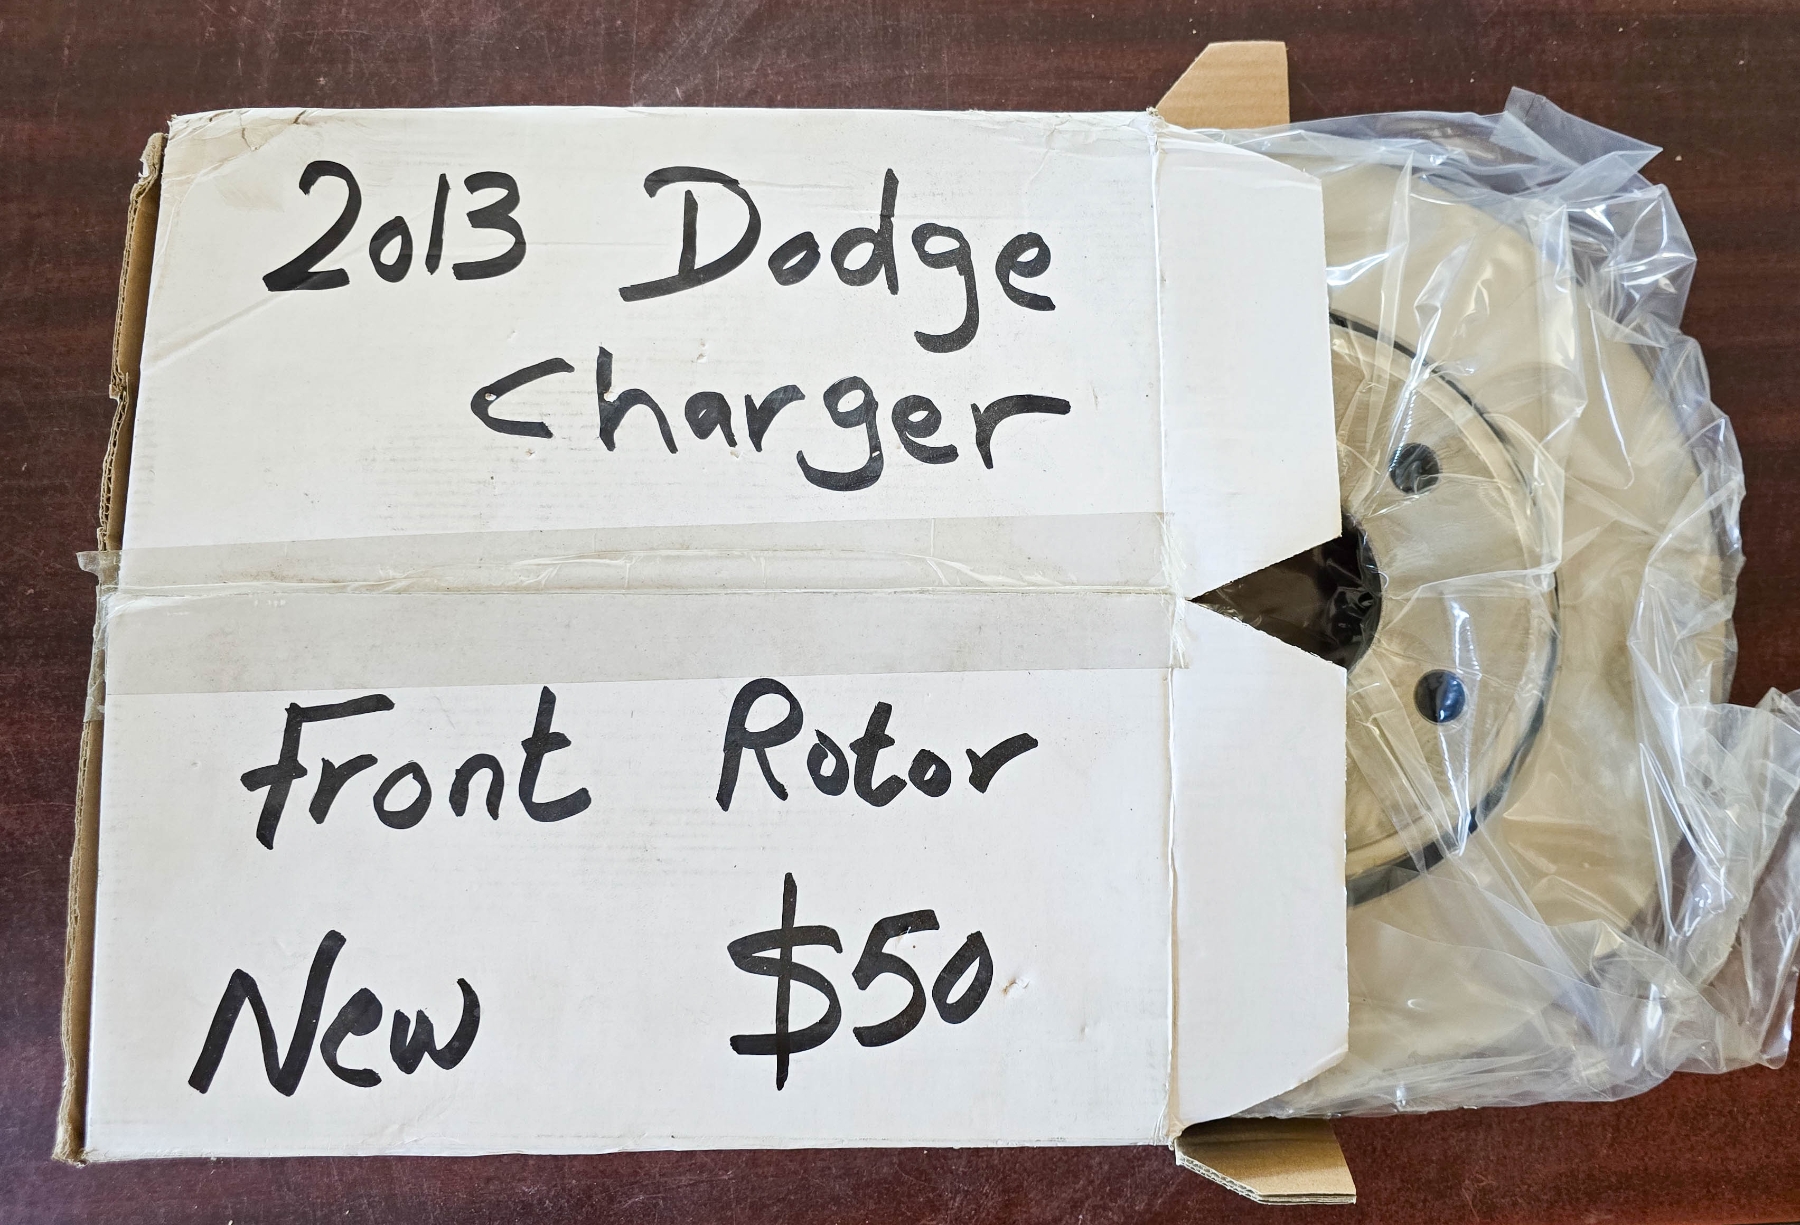 2013 Dodge
Charger
Front Rotor
New $50